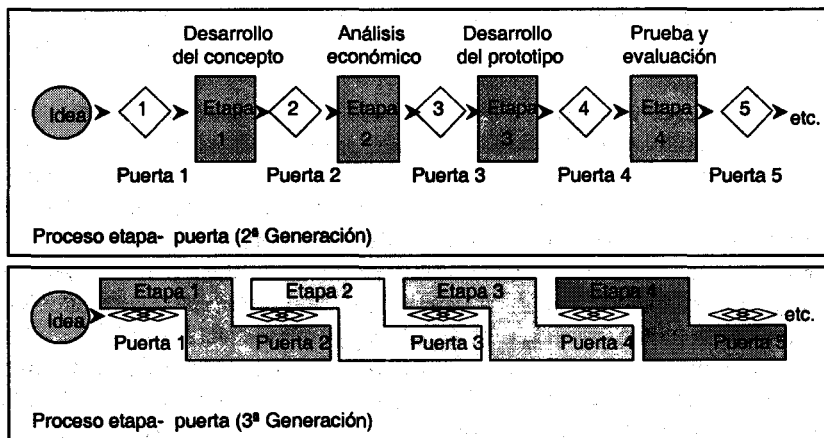 Desarrollo
del concepto
Análisis
económico
Desarrollo
del prototipo
Prueba y
evaluación
Idea
1
Etapa
1
2
Etapa
2
3
Etapa
3
4
Etapa
4
5
etc.
Puerta 1
Puerta 2
Puerta 3
Puerta 4
Puerta 5
Proceso etapa- puerta (2ª Generación)
Etapa 1
Etapa 2
Etapa 3
Etapa 4
Idea
etc.
Puerta 1
Puerta 2
Puerta 3
Puerta 4
Puerta 5
Proceso etapa- puerta (3ª Generación)